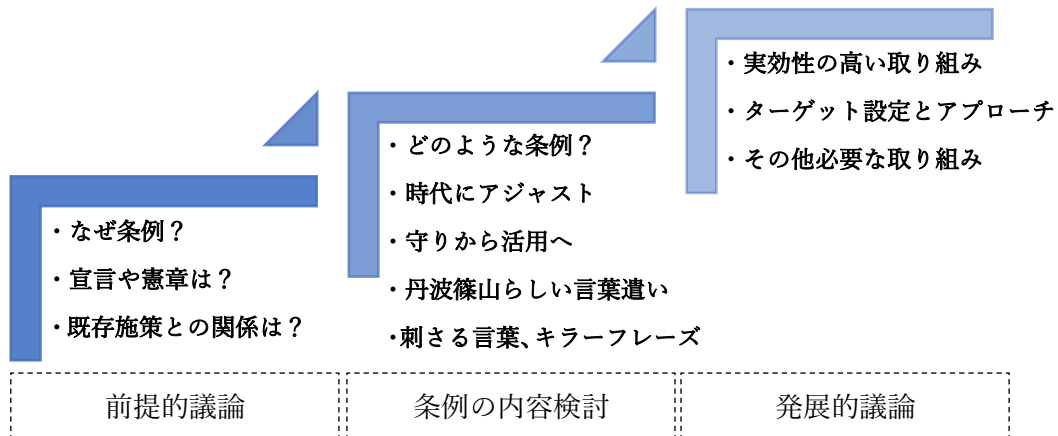 ・なぜ条例？
・宣言や憲章は？
・既存施策との関係は？
・どのような条例？
・時代にアジャスト
・守りから活用へ
・丹波篠山らしい言葉遣い
・刺さる言葉、キラーフレーズ
・実効性の高い取り組み
・ターゲット設定とアプローチ
・その他必要な取り組み
前提的議論
条例の内容検討
発展的議論